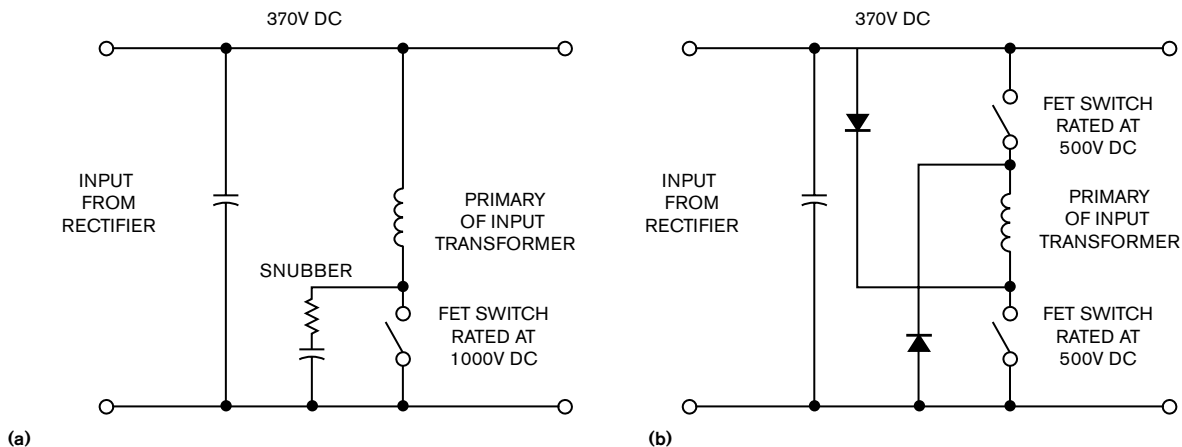 370V DC
INPUT
FROM
RECTIFIER
SNUBBER
PRIMARY
OF INPUT
TRANSFORMER
FET SWITCH
RATED AT
1000V DC
(a)
370V DC
INPUT
FROM
RECTIFIER
FET SWITCH
RATED AT
500V DC
PRIMARY
OF INPUT
TRANSFORMER
FET SWITCH
RATED AT
500V DC
(b)